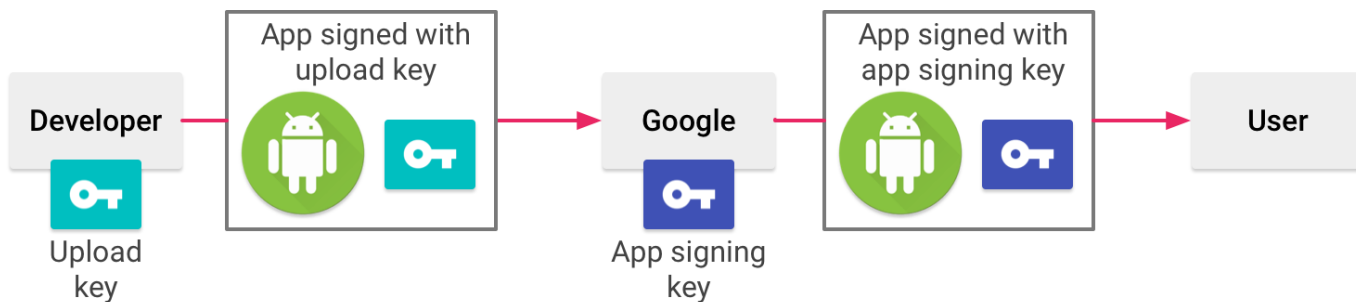 App signed with
upload key
App signed with
app signing key
Developer
Google
User
Upload
key
App signing
key